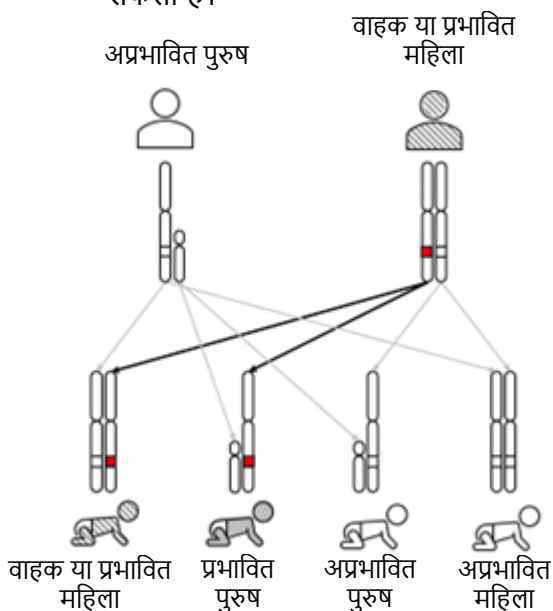 अप्रभावित पुरुष
वाहक या प्रभावित
महिला
वाहक या प्रभावित
महिला
प्रभावित
पुरुष
अप्रभावित
पुरुष
अप्रभावित
महिला